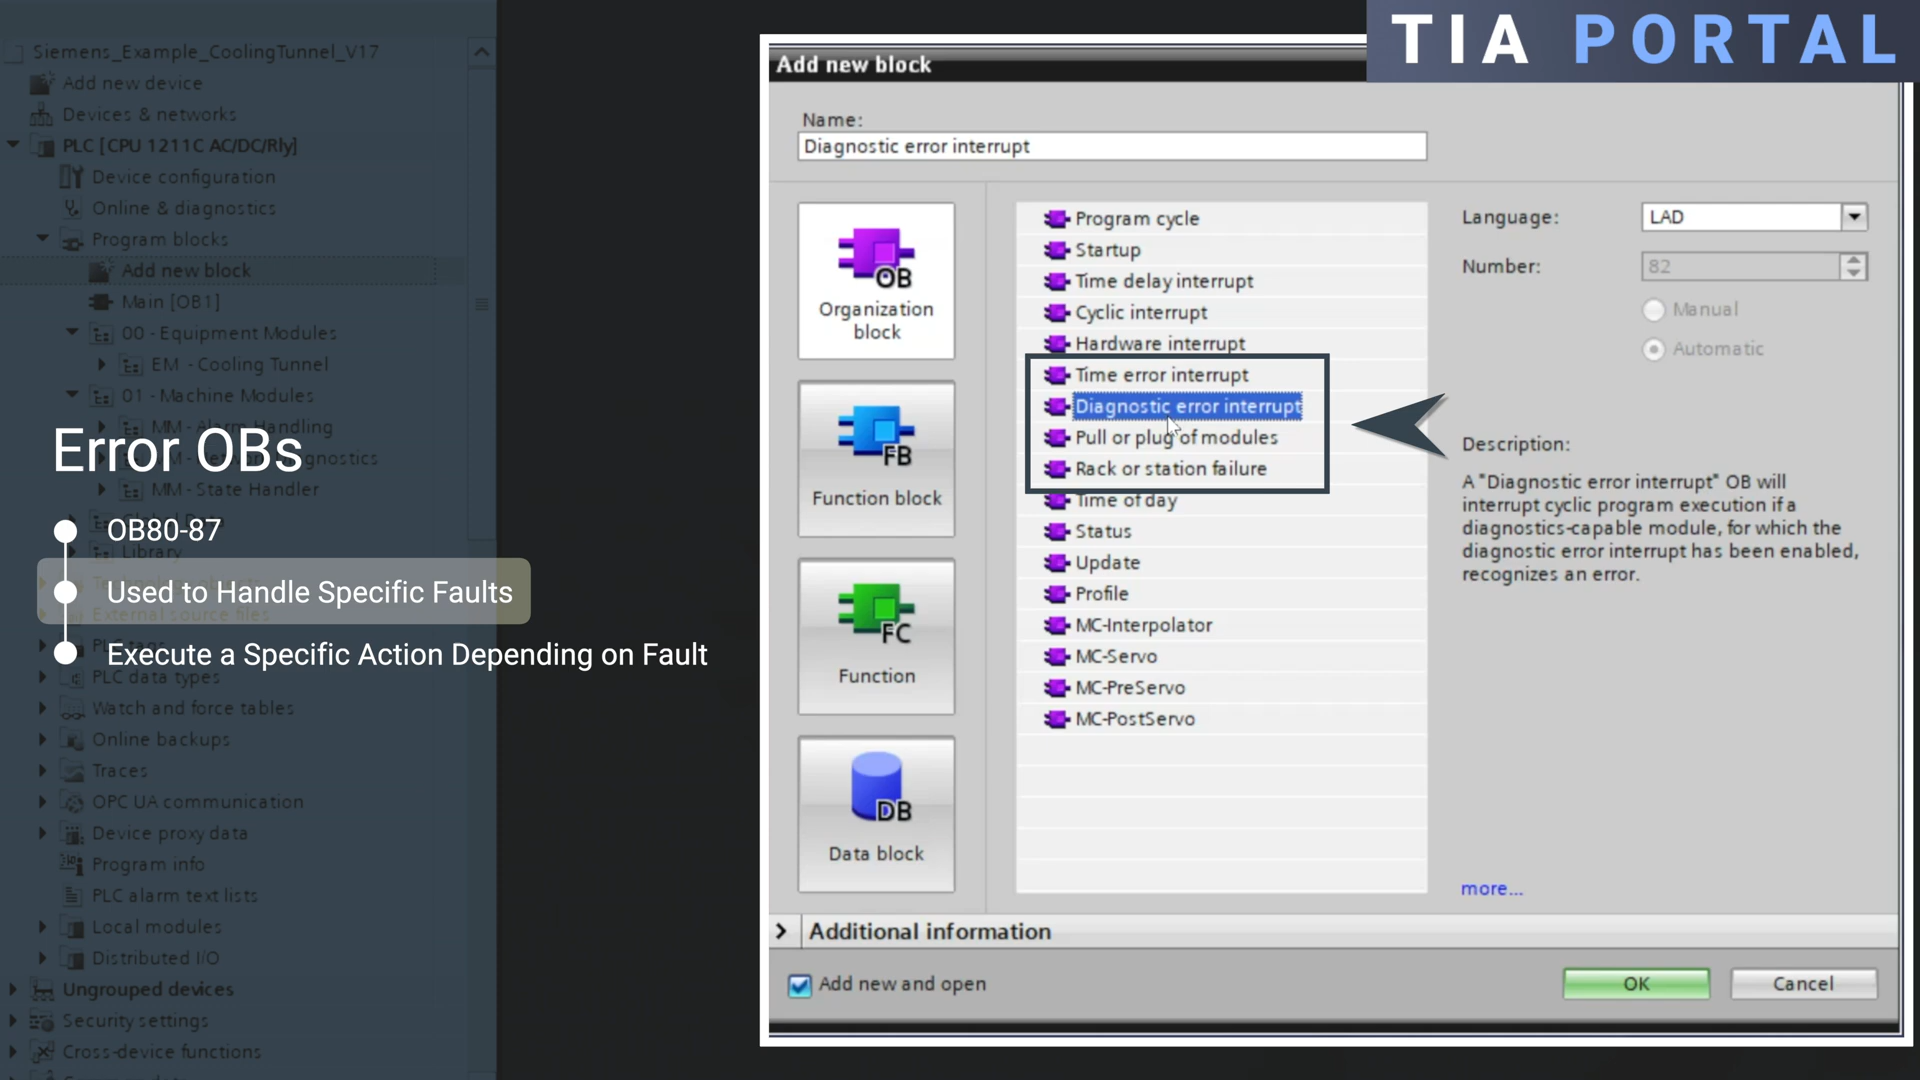 TIA PORTAL
Siemens_Example_CoolingTunnel_V17
Add new device
Devices & networks
PLC [CPU 1211C AC/DC/Rly]
Device configuration
Online & diagnostics
Program blocks
Add new block
Main [OB1]
00 - Equipment Modules
EM - Cooling Tunnel
01 - Machine Modules
MM - Alarm Handling
Diagnostics
MM - State Handler
Library
External source files
PLC data types
Watch and force tables
Online backups
Traces
OPC UA communication
Device proxy data
Program info
PLC alarm text lists
Local modules
Distributed I/O
Ungrouped devices
Security settings
Cross-device functions
Error OBs
OB80-87
Used to Handle Specific Faults
Execute a Specific Action Depending on Fault
Add new block
Name:
Diagnostic error interrupt
OB
Organization
block
FB
Function block
FC
Function
DB
Data block
Program cycle
Startup
Time delay interrupt
Cyclic interrupt
Hardware interrupt
Time error interrupt
Diagnostic error interrupt
Pull or plug of modules
Rack or station failure
Time of day
Status
Update
Profile
MC-Interpolator
MC-Servo
MC-PreServo
MC-PostServo
Language: LAD
Number: 82
Manual
Automatic
Description:
A "Diagnostic error interrupt" OB will
interrupt cyclic program execution if a
diagnostics-capable module, for which the
diagnostic error interrupt has been enabled,
recognizes an error.
more...
Additional information
Add new and open
OK
Cancel